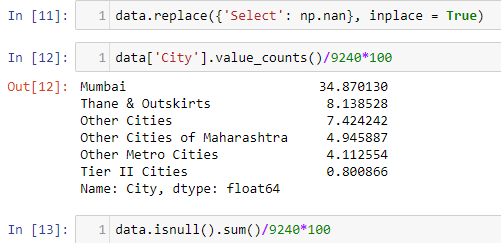 In [11]: 1 data.replace({'Select': np.nan}, inplace = True)
In [12]: 1 data['City'].value_counts()/9240*100
Out[12]: Mumbai 34.870130
Thane & Outskirts 8.138528
Other Cities 7.424242
Other Cities of Maharashtra 4.945887
Other Metro Cities 4.112554
Tier II Cities 0.800866
Name: City, dtype: float64
In [13]: 1 data.isnull().sum()/9240*100